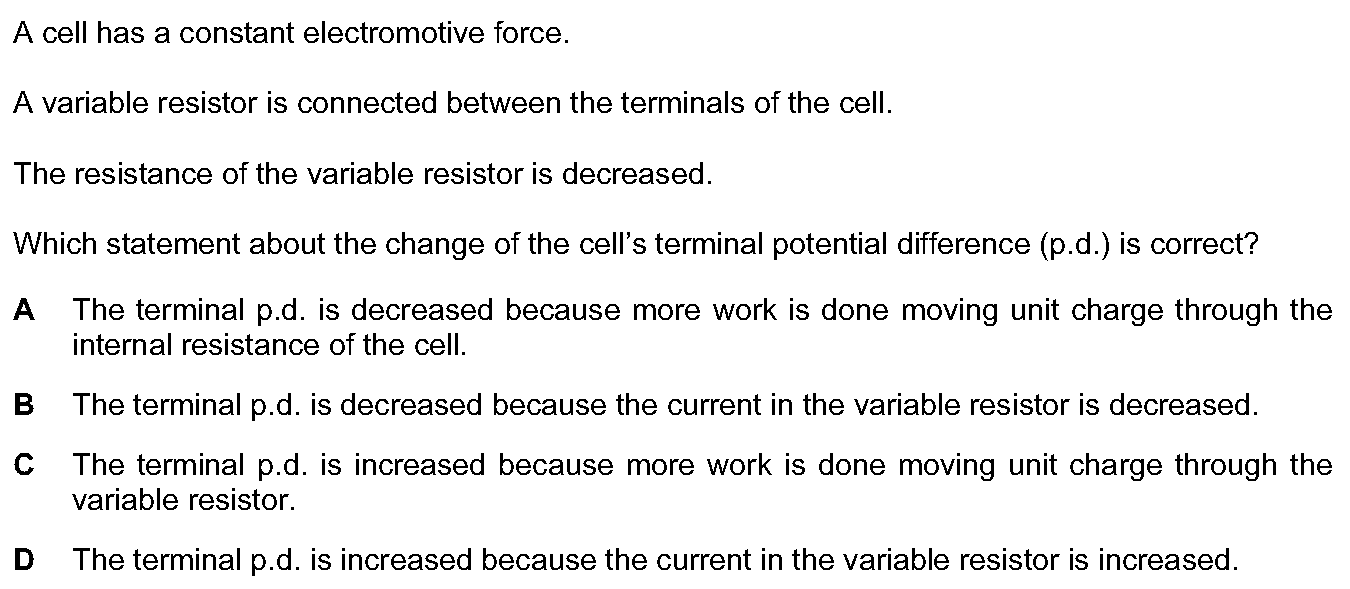 A cell has a constant electromotive force.
A variable resistor is connected between the terminals of the cell.
The resistance of the variable resistor is decreased.
Which statement about the change of the cell's terminal potential difference (p.d.) is correct?
A The terminal p.d. is decreased because more work is done moving unit charge through the
internal resistance of the cell.
B The terminal p.d. is decreased because the current in the variable resistor is decreased.
C The terminal p.d. is increased because more work is done moving unit charge through the
variable resistor.
D The terminal p.d. is increased because the current in the variable resistor is increased.